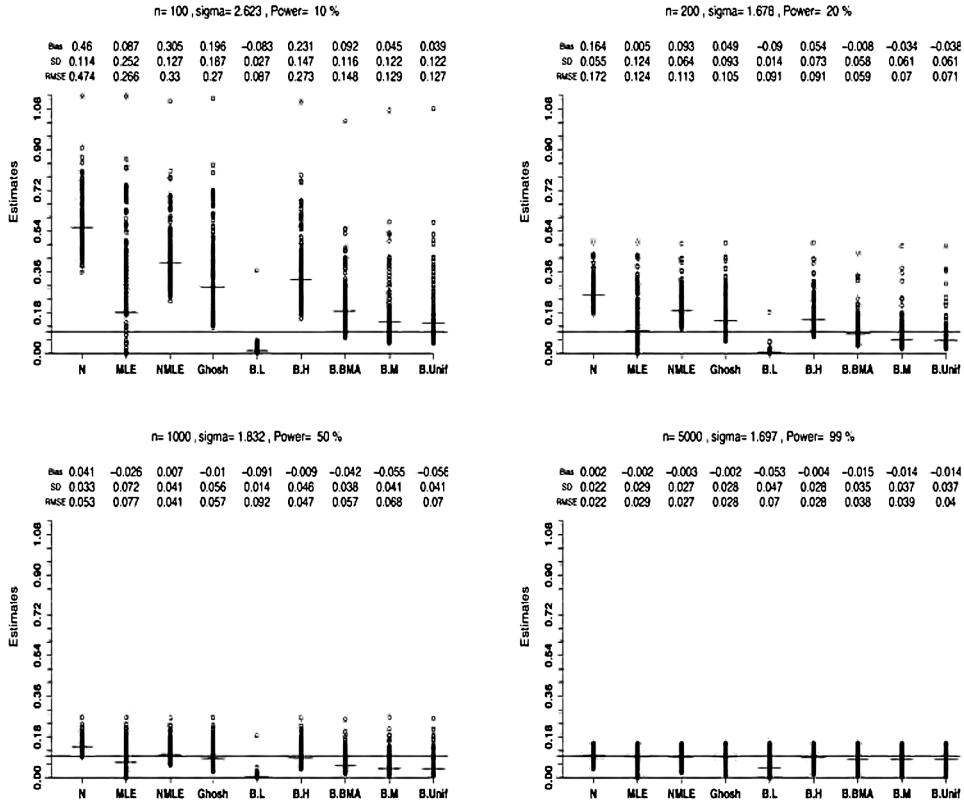 n= 100 , sigma= 2.623 , Power= 10 %
Bias 0.46 0.087 0.305 0.196 −0.083 0.231 0.092 0.045 0.039
SD 0.114 0.252 0.127 0.187 0.027 0.147 0.116 0.122 0.122
RMSE 0.474 0.266 0.33 0.27 0.087 0.273 0.148 0.129 0.127
Estimates
1.08
0.90
0.72
0.54
0.36
0.18
0.00
N MLE NMLE Ghosh B.L B.H B.BMA B.M B.Unif
n= 200 , sigma= 1.678 , Power= 20 %
Bias 0.164 0.005 0.093 0.049 −0.09 0.054 −0.008 −0.034 −0.038
SD 0.055 0.124 0.064 0.093 0.014 0.073 0.058 0.061 0.061
RMSE 0.172 0.124 0.113 0.105 0.091 0.091 0.059 0.07 0.071
Estimates
1.08
0.90
0.72
0.54
0.36
0.18
0.00
N MLE NMLE Ghosh B.L B.H B.BMA B.M B.Unif
n= 1000 , sigma= 1.832 , Power= 50 %
Bias 0.041 −0.026 0.007 −0.01 −0.091 −0.009 −0.042 −0.055 −0.056
SD 0.033 0.072 0.041 0.056 0.014 0.046 0.038 0.041 0.041
RMSE 0.053 0.077 0.041 0.057 0.092 0.047 0.057 0.068 0.07
Estimates
1.08
0.90
0.72
0.54
0.36
0.18
0.00
N MLE NMLE Ghosh B.L B.H B.BMA B.M B.Unif
n= 5000 , sigma= 1.697 , Power= 99 %
Bias 0.002 −0.002 −0.003 −0.002 −0.053 −0.004 −0.015 −0.014 −0.014
SD 0.022 0.029 0.027 0.028 0.047 0.028 0.035 0.037 0.037
RMSE 0.022 0.029 0.027 0.028 0.07 0.028 0.038 0.039 0.04
Estimates
1.08
0.90
0.72
0.54
0.36
0.18
0.00
N MLE NMLE Ghosh B.L B.H B.BMA B.M B.Unif